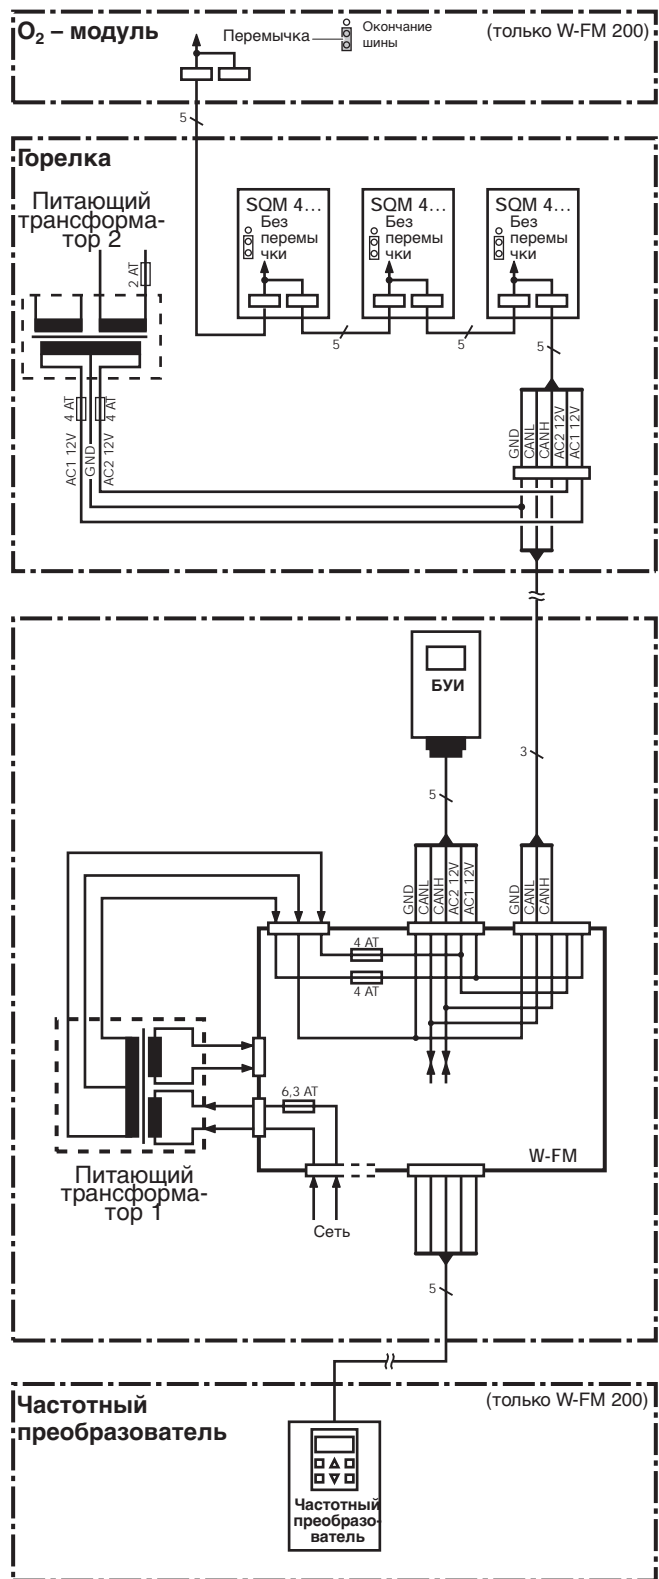 O₂ – модуль
Перемычка
Окончание
шины
(только W-FM 200)
5
Горелка
Питающий
трансформа-
тор 2
2 AT
SQM 4...
Без
перемы
чки
SQM 4...
Без
перемы
чки
SQM 4...
Без
перемы
чки
5
5
5
4 AT
4 AT
AC1 12V
GND
AC2 12V
GND
CANL
CANH
AC2 12V
AC1 12V
БУИ
3
5
GND
CANL
CANH
AC2 12V
AC1 12V
GND
CANL
CANH
4 AT
4 AT
6,3 AT
W-FM
Питающий
трансформа-
тор 1
Сеть
5
Частотный
преобразователь
(только W-FM 200)
Частотный
преобразо-
ватель